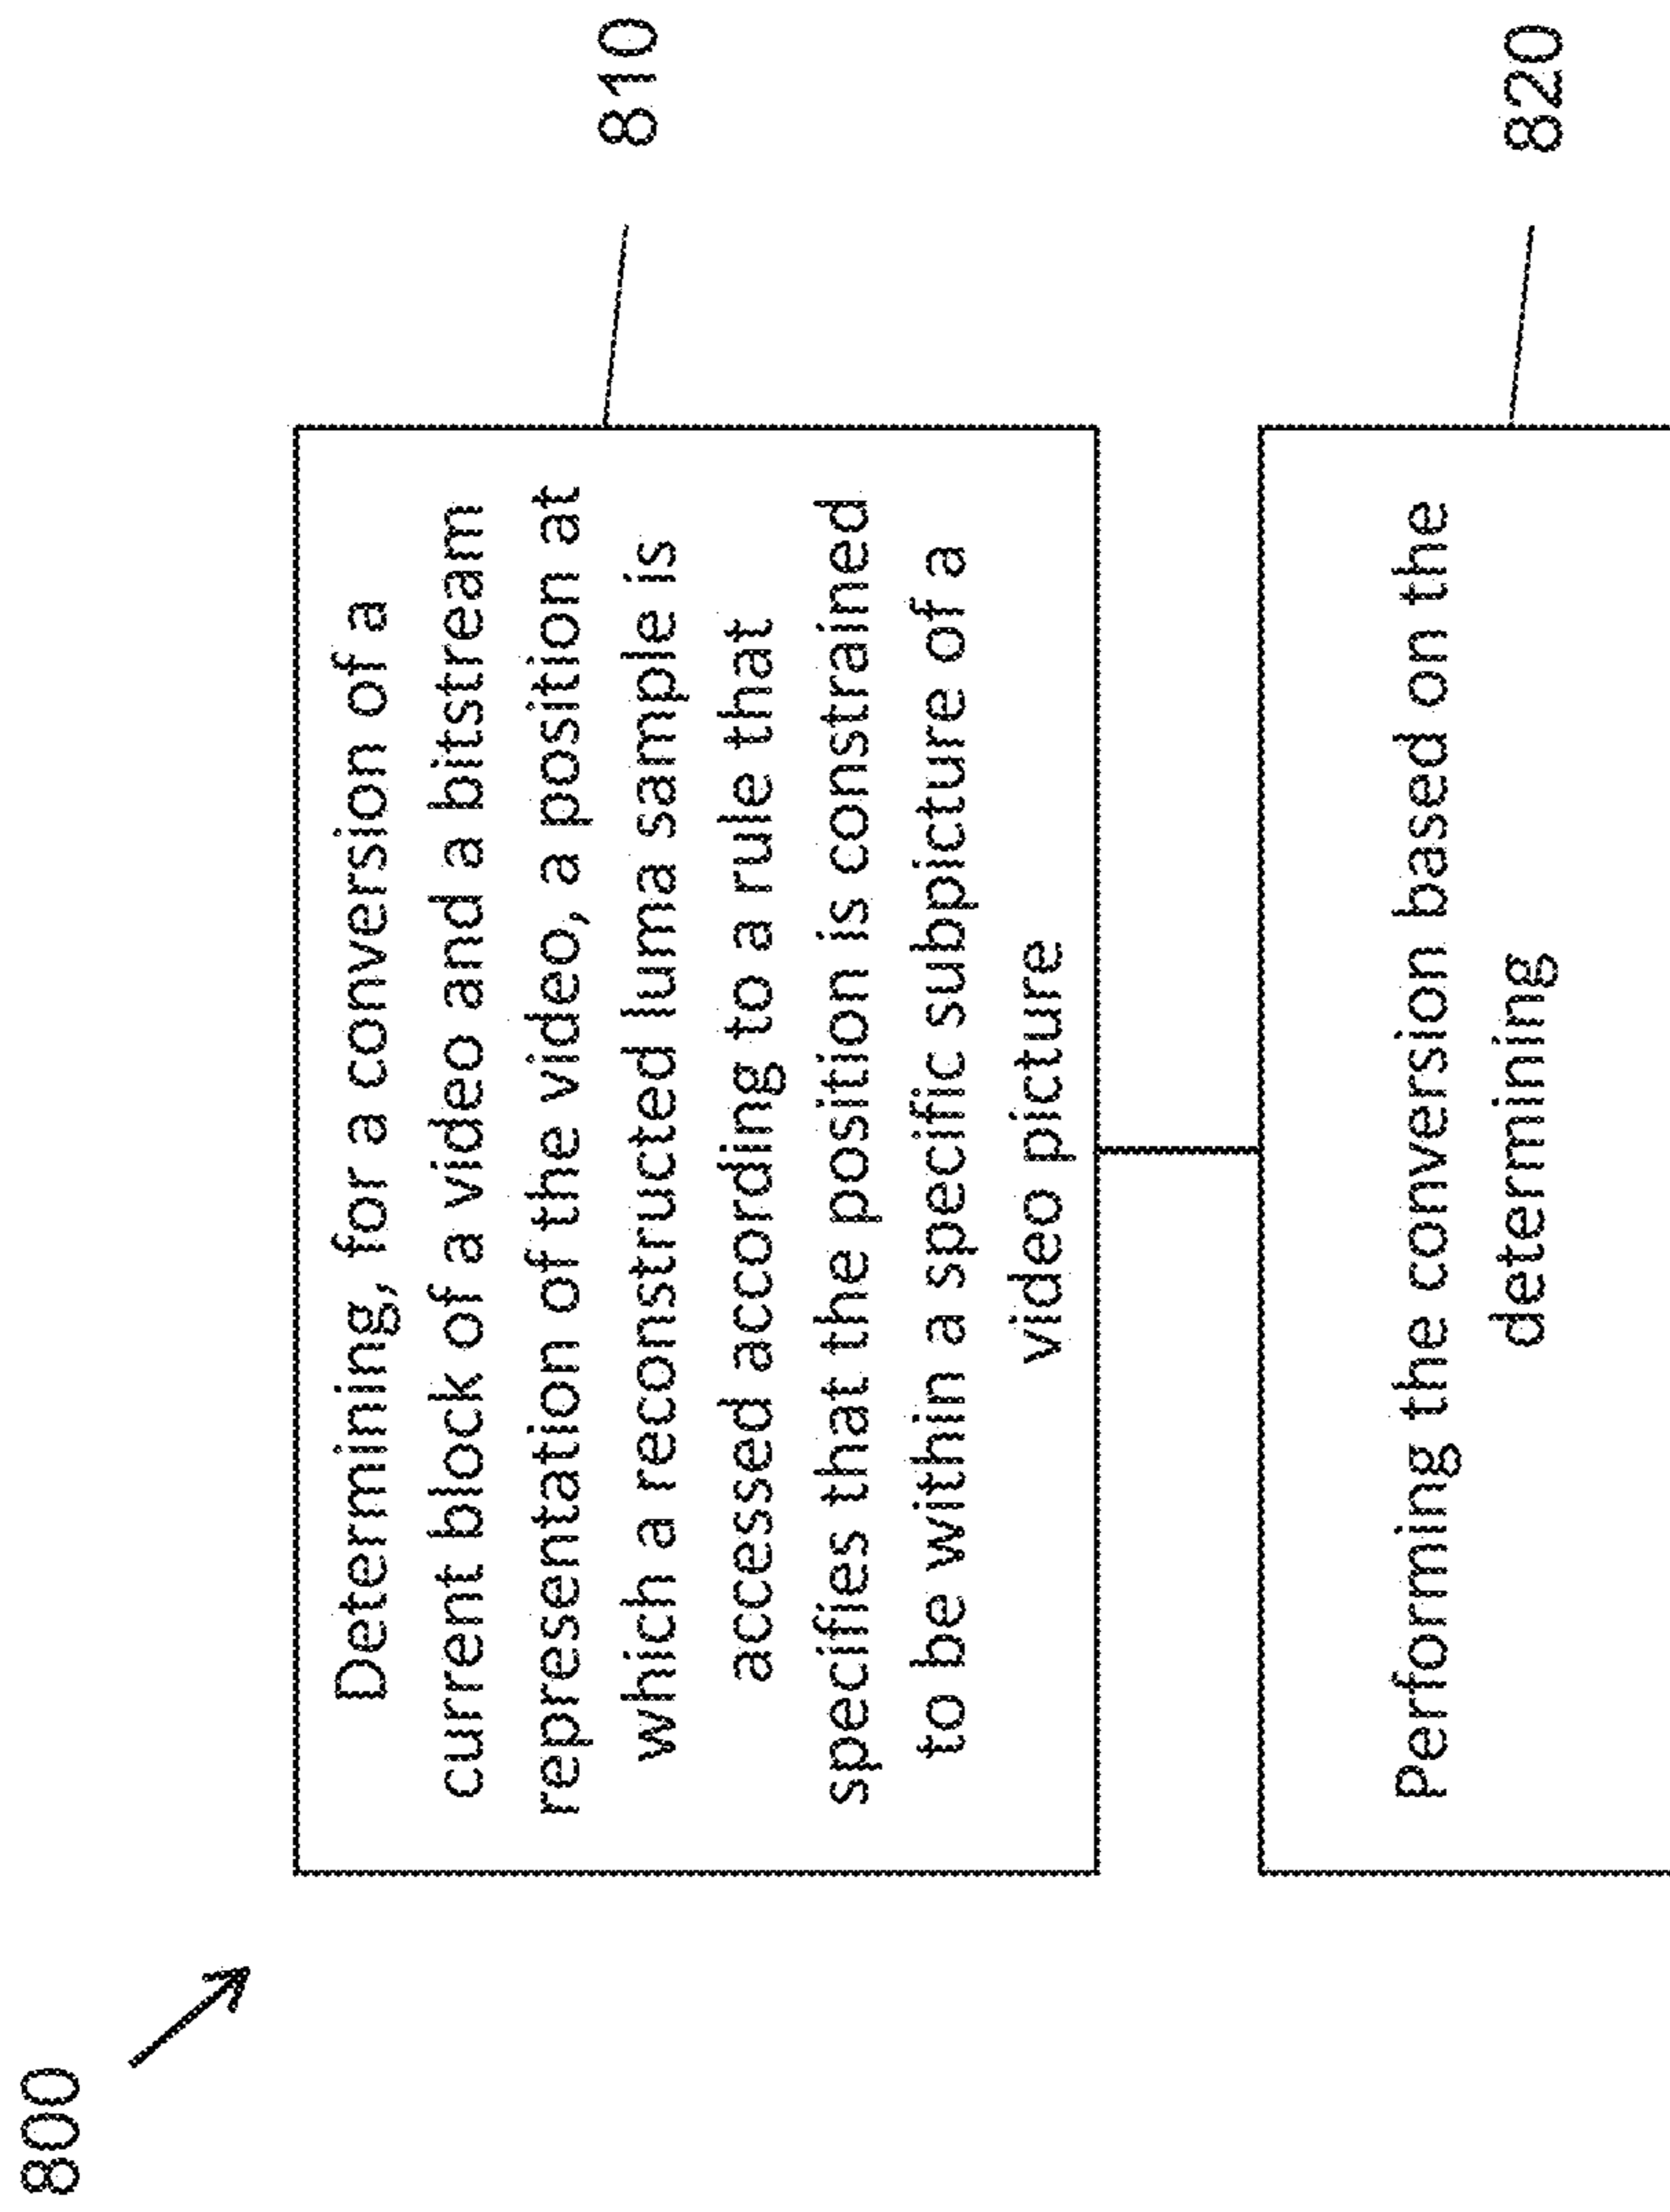 800
Determining, for a conversion of a
current block of a video and a bitstream
representation of the video, a position at
which a reconstructed luma sample is
accessed according to a rule that
specifies that the position is constrained
to be within a specific subpicture of a
video picture
810
Performing the conversion based on the
determining
820